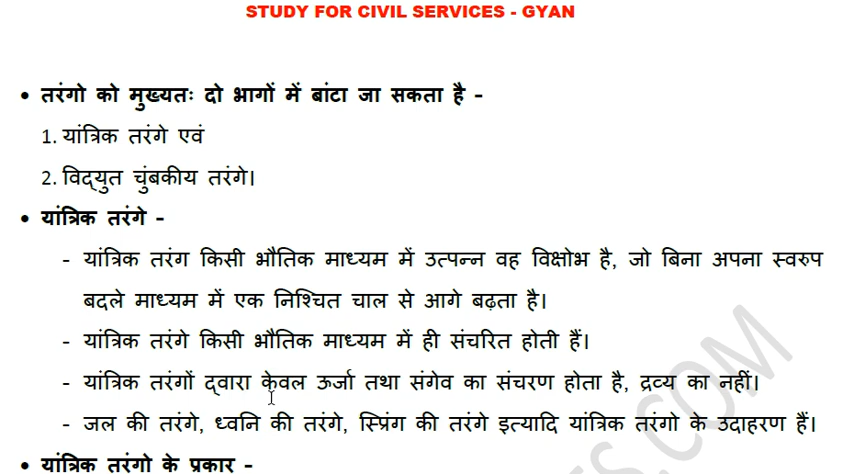 STUDY FOR CIVIL SERVICES - GYAN
• तरंगो को मुख्यतः दो भागों में बांटा जा सकता है -
1. यांत्रिक तरंगे एवं
2. विद्युत चुंबकीय तरंगे।
• यांत्रिक तरंगे -
- यांत्रिक तरंग किसी भौतिक माध्यम में उत्पन्न वह विक्षोभ है, जो बिना अपना स्वरुप
बदले माध्यम में एक निश्चित चाल से आगे बढ़ता है।
- यांत्रिक तरंगे किसी भौतिक माध्यम में ही संचरित होती हैं।
- यांत्रिक तरंगों द्वारा केवल ऊर्जा तथा संगेव का संचरण होता है, द्रव्य का नहीं।
- जल की तरंगे, ध्वनि की तरंगे, स्प्रिंग की तरंगे इत्यादि यांत्रिक तरंगो के उदाहरण हैं।
• यांत्रिक तरंगो के प्रकार -